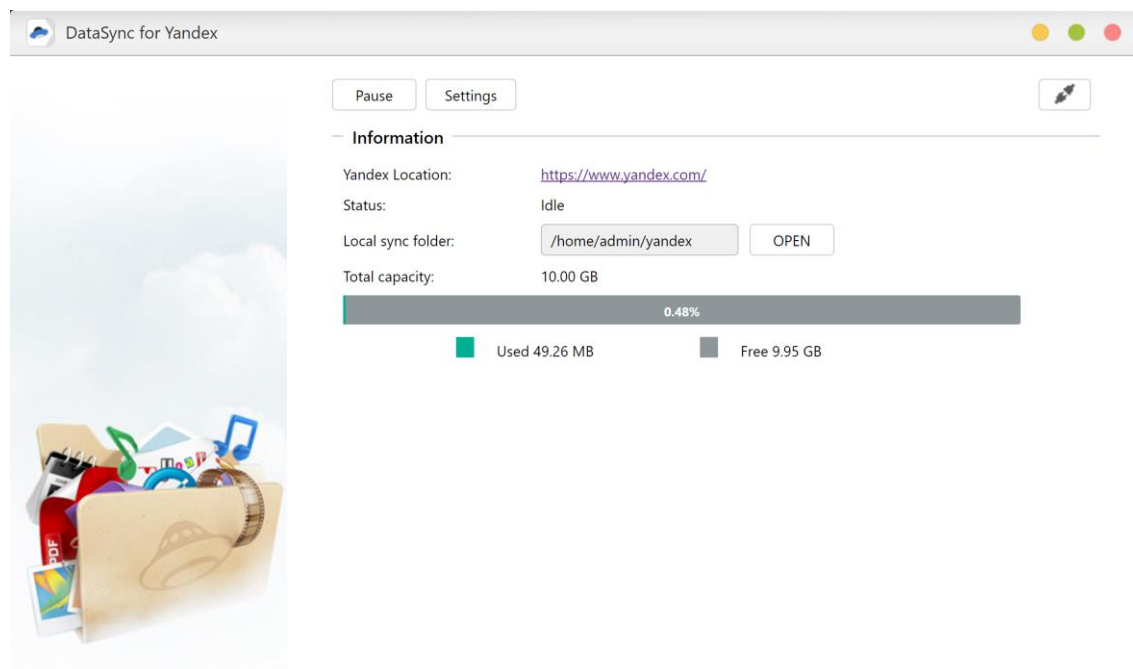 DataSync for Yandex
Pause Settings
Information
Yandex Location: https://www.yandex.com/
Status: Idle
Local sync folder: /home/admin/yandex OPEN
Total capacity: 10.00 GB
0.48%
Used 49.26 MB Free 9.95 GB
PDF